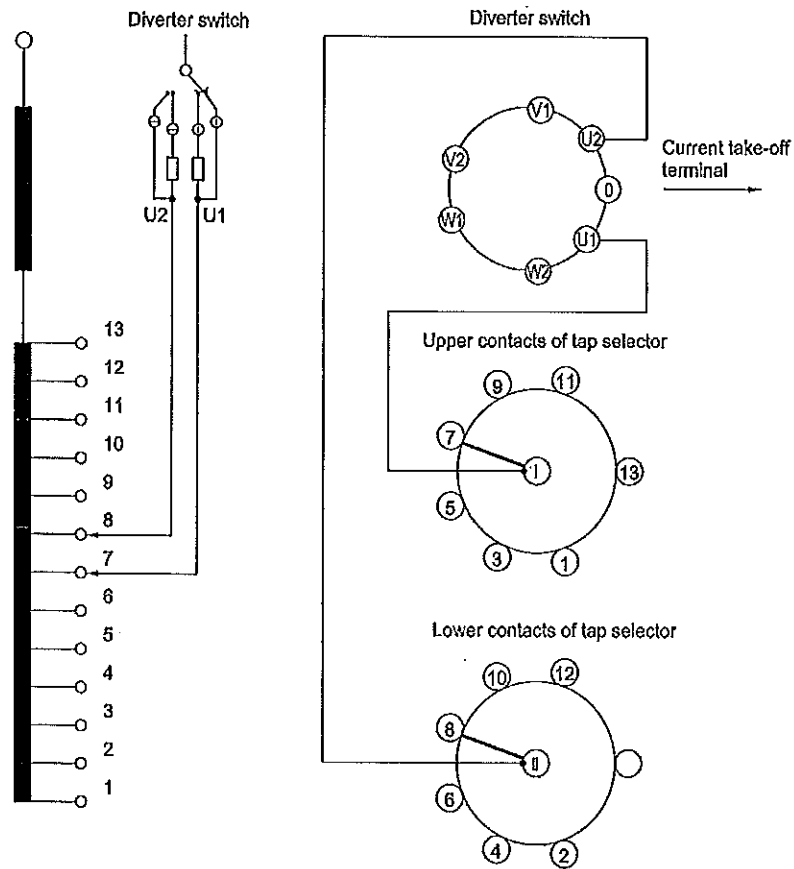 Diverter switch
U2
U1
13
12
11
10
9
8
7
6
5
4
3
2
1
Diverter switch
V1
U2
V2
0
W1
U1
W2
Current take-off
terminal
Upper contacts of tap selector
9
11
7
I
13
5
3
1
Lower contacts of tap selector
10
12
8
II
6
4
2